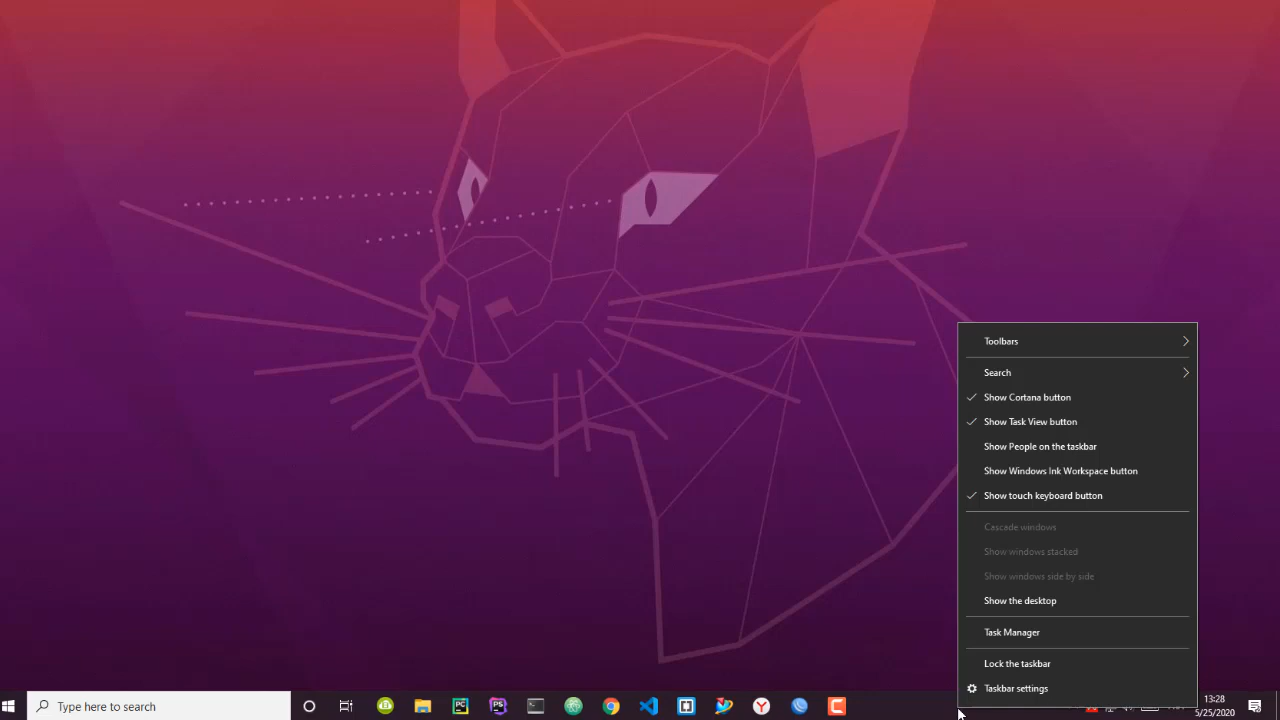 Toolbars
Search
Show Cortana button
Show Task View button
Show People on the taskbar
Show Windows Ink Workspace button
Show touch keyboard button
Cascade windows
Show windows stacked
Show windows side by side
Show the desktop
Task Manager
Lock the taskbar
Taskbar settings
Type here to search
PC
PS
Y
C
13:28
5/25/2020